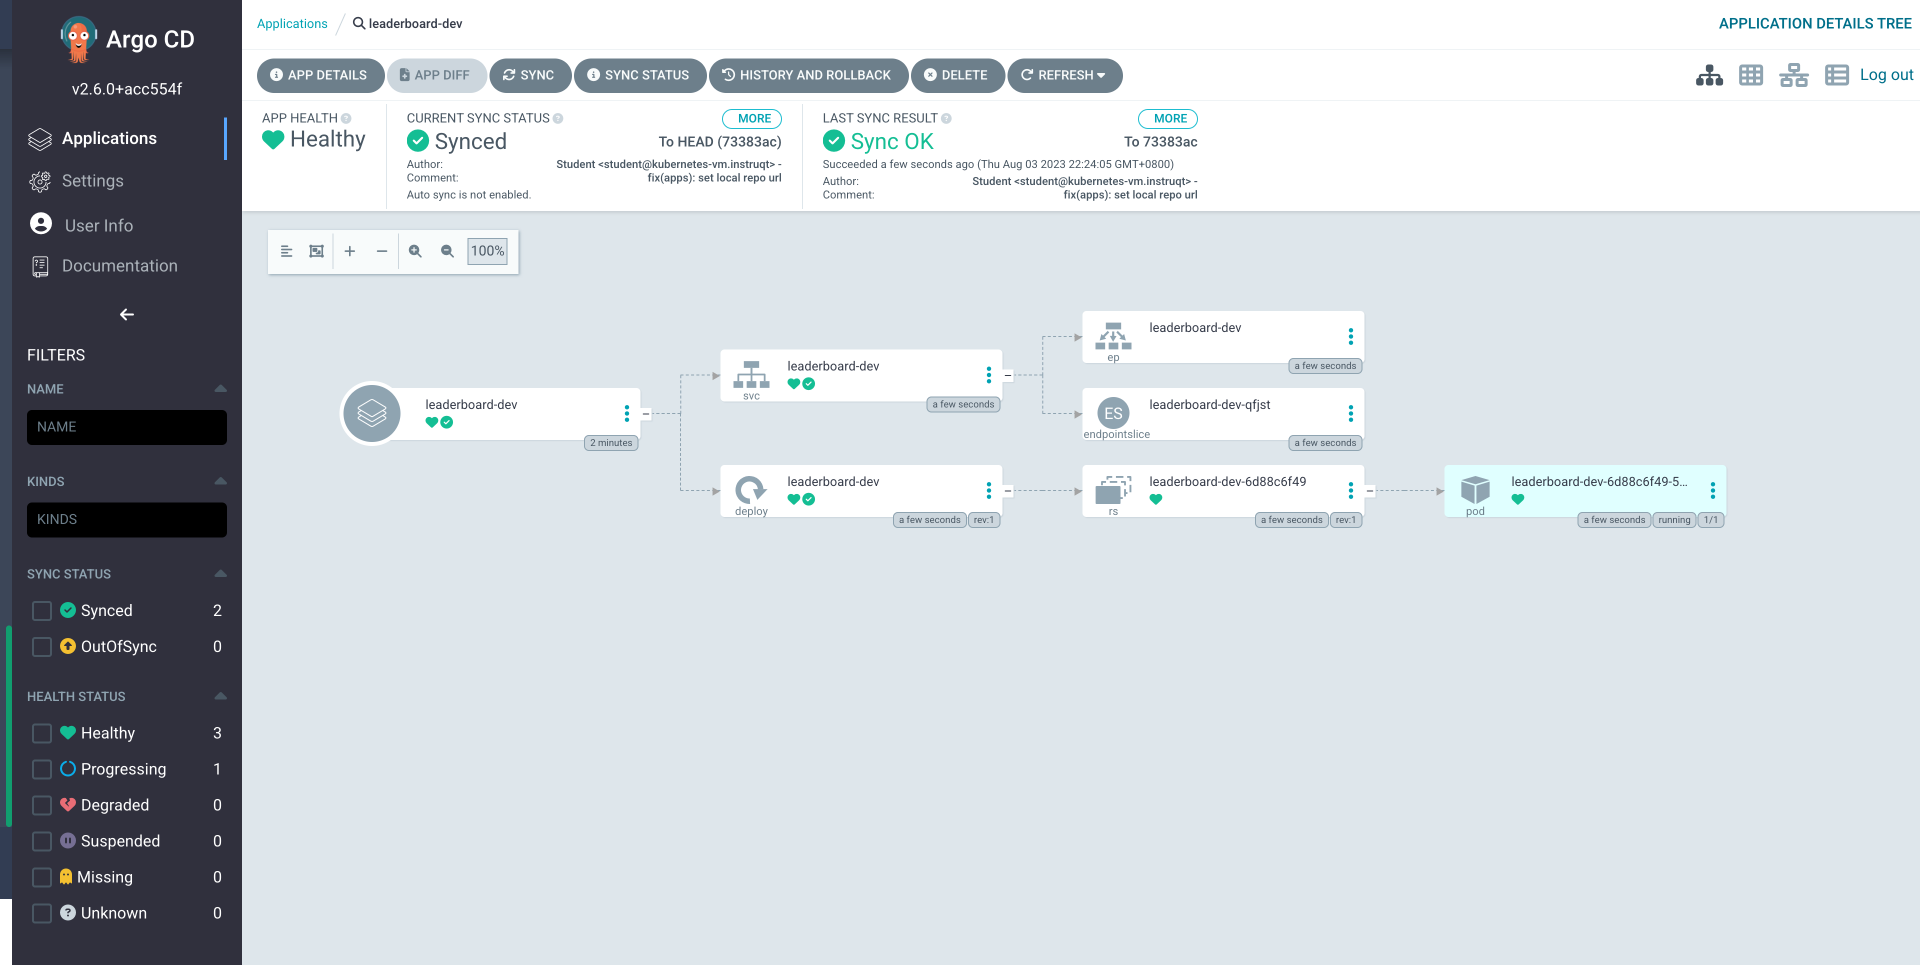 Argo CD
v2.6.0+acc554f
Applications
Settings
User Info
Documentation
FILTERS
NAME
NAME
KINDS
KINDS
SYNC STATUS
Synced 2
OutOfSync 0
HEALTH STATUS
Healthy 3
Progressing 1
Degraded 0
Suspended 0
Missing 0
Unknown 0
Applications / leaderboard-dev
APPLICATION DETAILS TREE
APP DETAILS APP DIFF SYNC SYNC STATUS HISTORY AND ROLLBACK DELETE REFRESH
Log out
APP HEALTH
Healthy
CURRENT SYNC STATUS MORE
Synced To HEAD (73383ac)
Author: Student <student@kubernetes-vm.instruqt> -
Comment: fix(apps): set local repo url
Auto sync is not enabled.
LAST SYNC RESULT MORE
Sync OK To 73383ac
Succeeded a few seconds ago (Thu Aug 03 2023 22:24:05 GMT+0800)
Author: Student <student@kubernetes-vm.instruqt> -
Comment: fix(apps): set local repo url
100%
leaderboard-dev
2 minutes
leaderboard-dev
svc
a few seconds
leaderboard-dev
ep
a few seconds
ES
leaderboard-dev-qfjst
endpointslice
a few seconds
leaderboard-dev
deploy
a few seconds rev:1
leaderboard-dev-6d88c6f49
rs
a few seconds rev:1
leaderboard-dev-6d88c6f49-5...
pod
a few seconds running 1/1